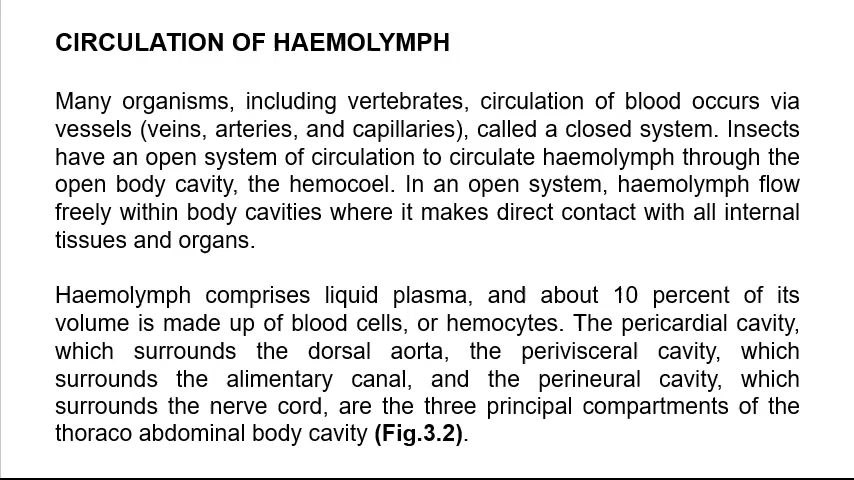 CIRCULATION OF HAEMOLYMPH
Many organisms, including vertebrates, circulation of blood occurs via
vessels (veins, arteries, and capillaries), called a closed system. Insects
have an open system of circulation to circulate haemolymph through the
open body cavity, the hemocoel. In an open system, haemolymph flow
freely within body cavities where it makes direct contact with all internal
tissues and organs.
Haemolymph comprises liquid plasma, and about 10 percent of its
volume is made up of blood cells, or hemocytes. The pericardial cavity,
which surrounds the dorsal aorta, the perivisceral cavity, which
surrounds the alimentary canal, and the perineural cavity, which
surrounds the nerve cord, are the three principal compartments of the
thoraco abdominal body cavity (Fig.3.2).